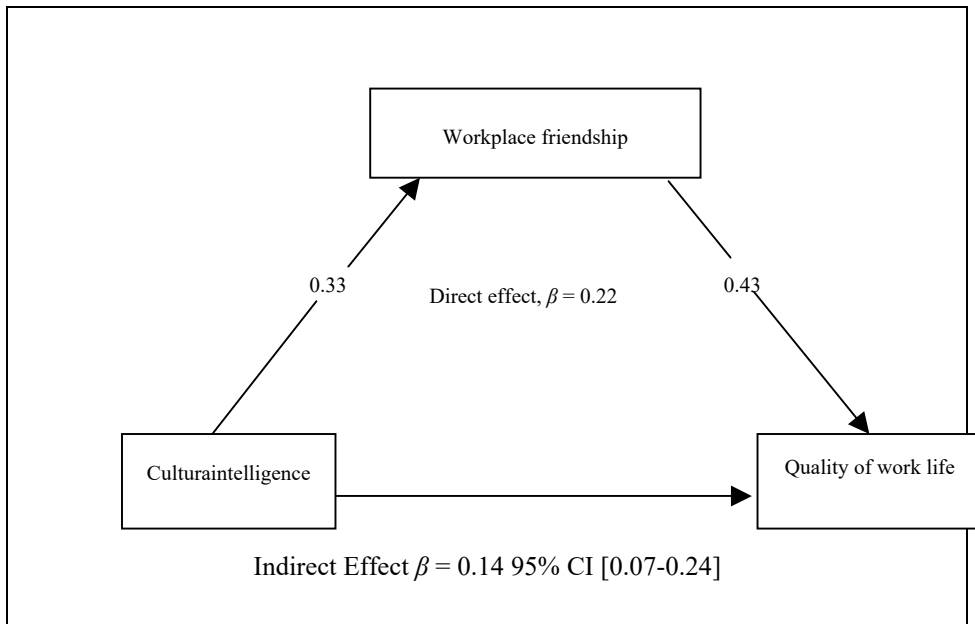 Workplace friendship
0.33
Direct effect, β = 0.22
0.43
Culturaintelligence
Quality of work life
Indirect Effect β = 0.14 95% CI [0.07-0.24]